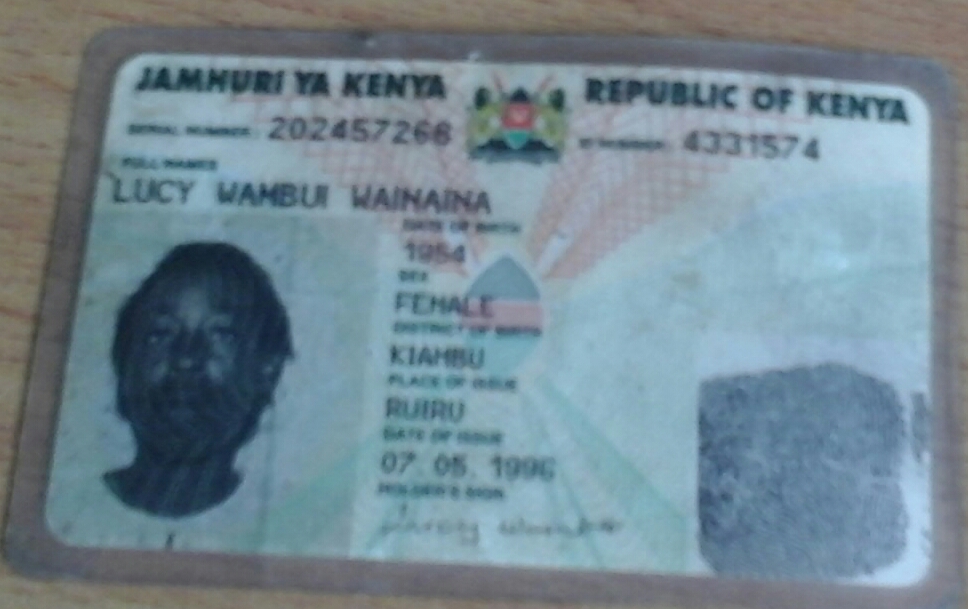 JAMHURI YA KENYA REPUBLIC OF KENYA
SERIAL NUMBER: 202457266 ID NUMBER: 4331574
FULL NAMES
LUCY WAMBUI WAINAINA
DATE OF BIRTH
1954
SEX
FEMALE
DISTRICT OF BIRTH
KIAMBU
PLACE OF ISSUE
RUIRU
DATE OF ISSUE
07. 05. 1996
HOLDER'S SIGN.